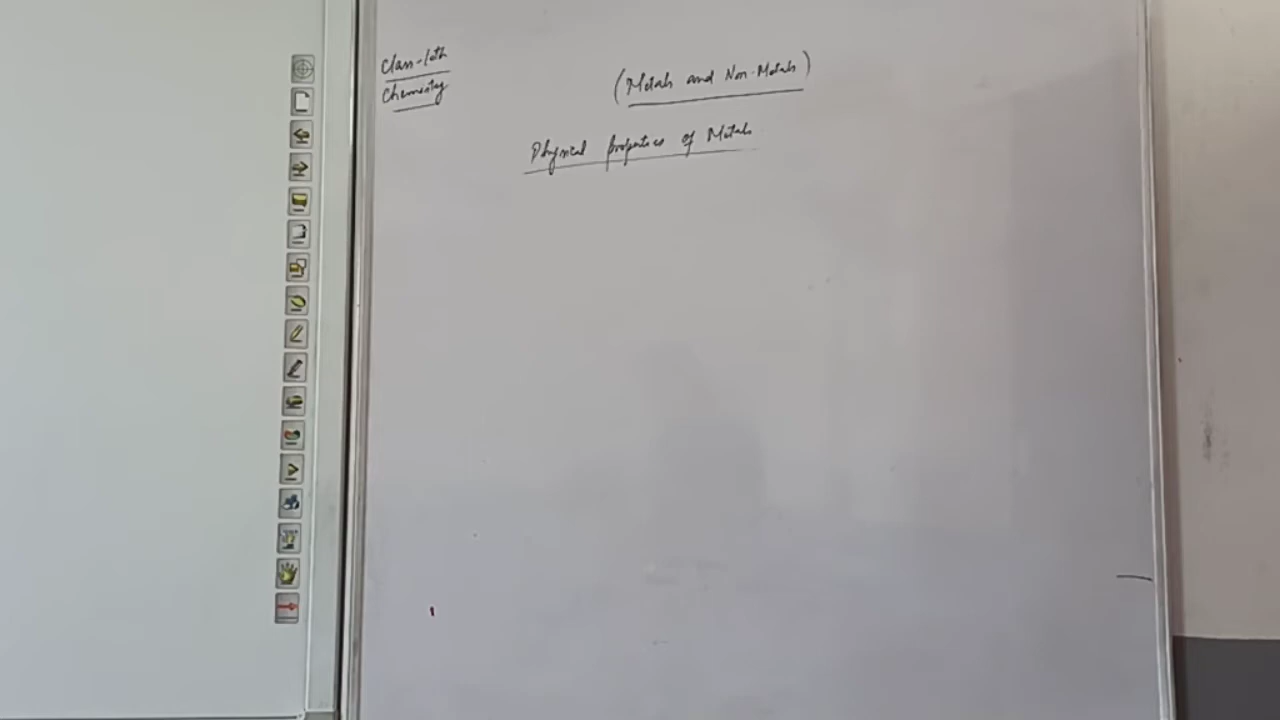 Class-10th
Chemistry
(Metals and Non-Metals)
Physical properties of Metals